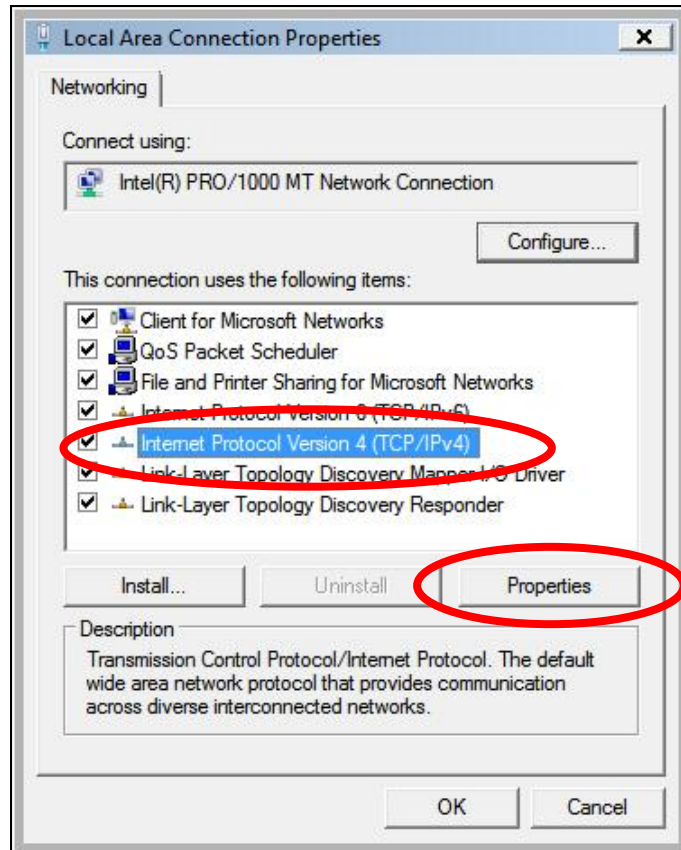 Local Area Connection Properties
Networking
Connect using:
Intel(R) PRO/1000 MT Network Connection
Configure...
This connection uses the following items:
Client for Microsoft Networks
QoS Packet Scheduler
File and Printer Sharing for Microsoft Networks
Internet Protocol Version 6 (TCP/IPv6)
Internet Protocol Version 4 (TCP/IPv4)
Link-Layer Topology Discovery Mapper I/O Driver
Link-Layer Topology Discovery Responder
Install... Uninstall Properties
Description
Transmission Control Protocol/Internet Protocol. The default
wide area network protocol that provides communication
across diverse interconnected networks.
OK Cancel